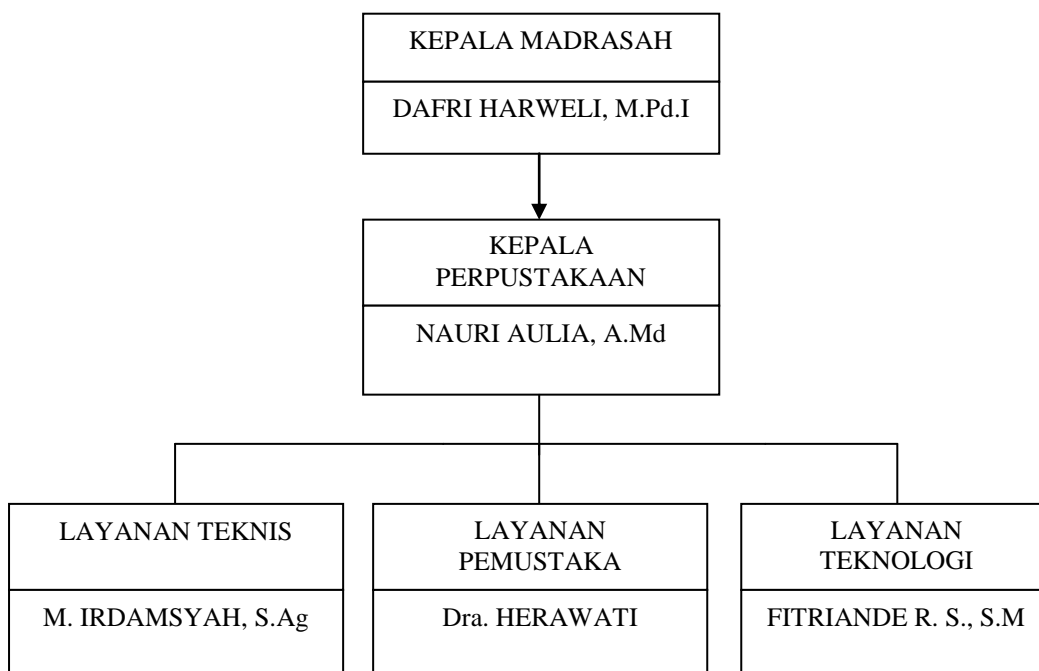 KEPALA MADRASAH
DAFRI HARWELI, M.Pd.I
KEPALA
PERPUSTAKAAN
NAURI AULIA, A.Md
LAYANAN TEKNIS
M. IRDAMSYAH, S.Ag
LAYANAN
PEMUSTAKA
Dra. HERAWATI
LAYANAN
TEKNOLOGI
FITRIANDE R. S., S.M